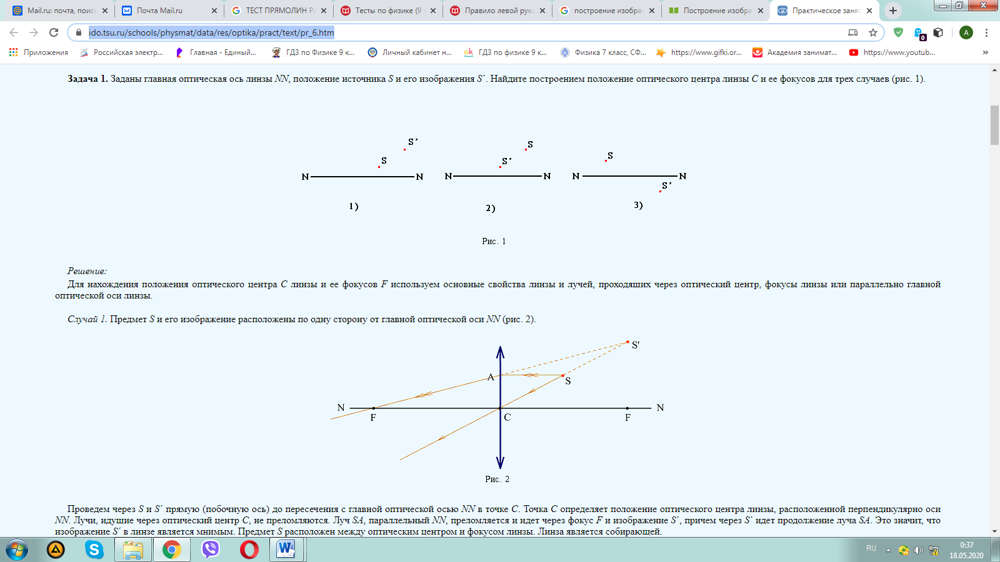 Mail.ru: почта, поиск
Почта Mail.ru
ТЕСТ ПРЯМОЛИН РА
Тесты по физике (9
Правило левой руки
построение изобра
Построение изобра
Практическое занят
ido.tsu.ru/schools/physmat/data/res/optika/pract/text/pr_6.htm
0
A
Приложения
Российская электр...
Главная - Единый...
ГДЗ по Физике 9 к...
Личный кабинет н...
ГДЗ по физике 9 к...
Физика 7 класс, СФ...
https://www.gifki.or...
Академия занимат...
https://www.youtub...
»
Задача 1. Заданы главная оптическая ось линзы NN, положение источника S и его изображения S´. Найдите построением положение оптического центра линзы C и ее фокусов для трех случаев (рис. 1).
S´
S
N N
1)
S
S´
N N
2)
S
N N
S´
3)
Рис. 1
Решение:
Для нахождения положения оптического центра C линзы и ее фокусов F используем основные свойства линзы и лучей, проходящих через оптический центр, фокусы линзы или параллельно главной
оптической оси линзы.
Случай 1. Предмет S и его изображение расположены по одну сторону от главной оптической оси NN (рис. 2).
S'
A
S
N N
F C F
Рис. 2
Проведем через S и S´ прямую (побочную ось) до пересечения с главной оптической осью NN в точке C. Точка C определяет положение оптического центра линзы, расположенной перпендикулярно оси
NN. Лучи, идущие через оптический центр C, не преломляются. Луч SA, параллельный NN, преломляется и идет через фокус F и изображение S´, причем через S´ идет продолжение луча SA. Это значит, что
изображение S´ в линзе является мнимым. Предмет S расположен между оптическим центром и фокусом линзы. Линза является собирающей.
RU
0:37
18.05.2020